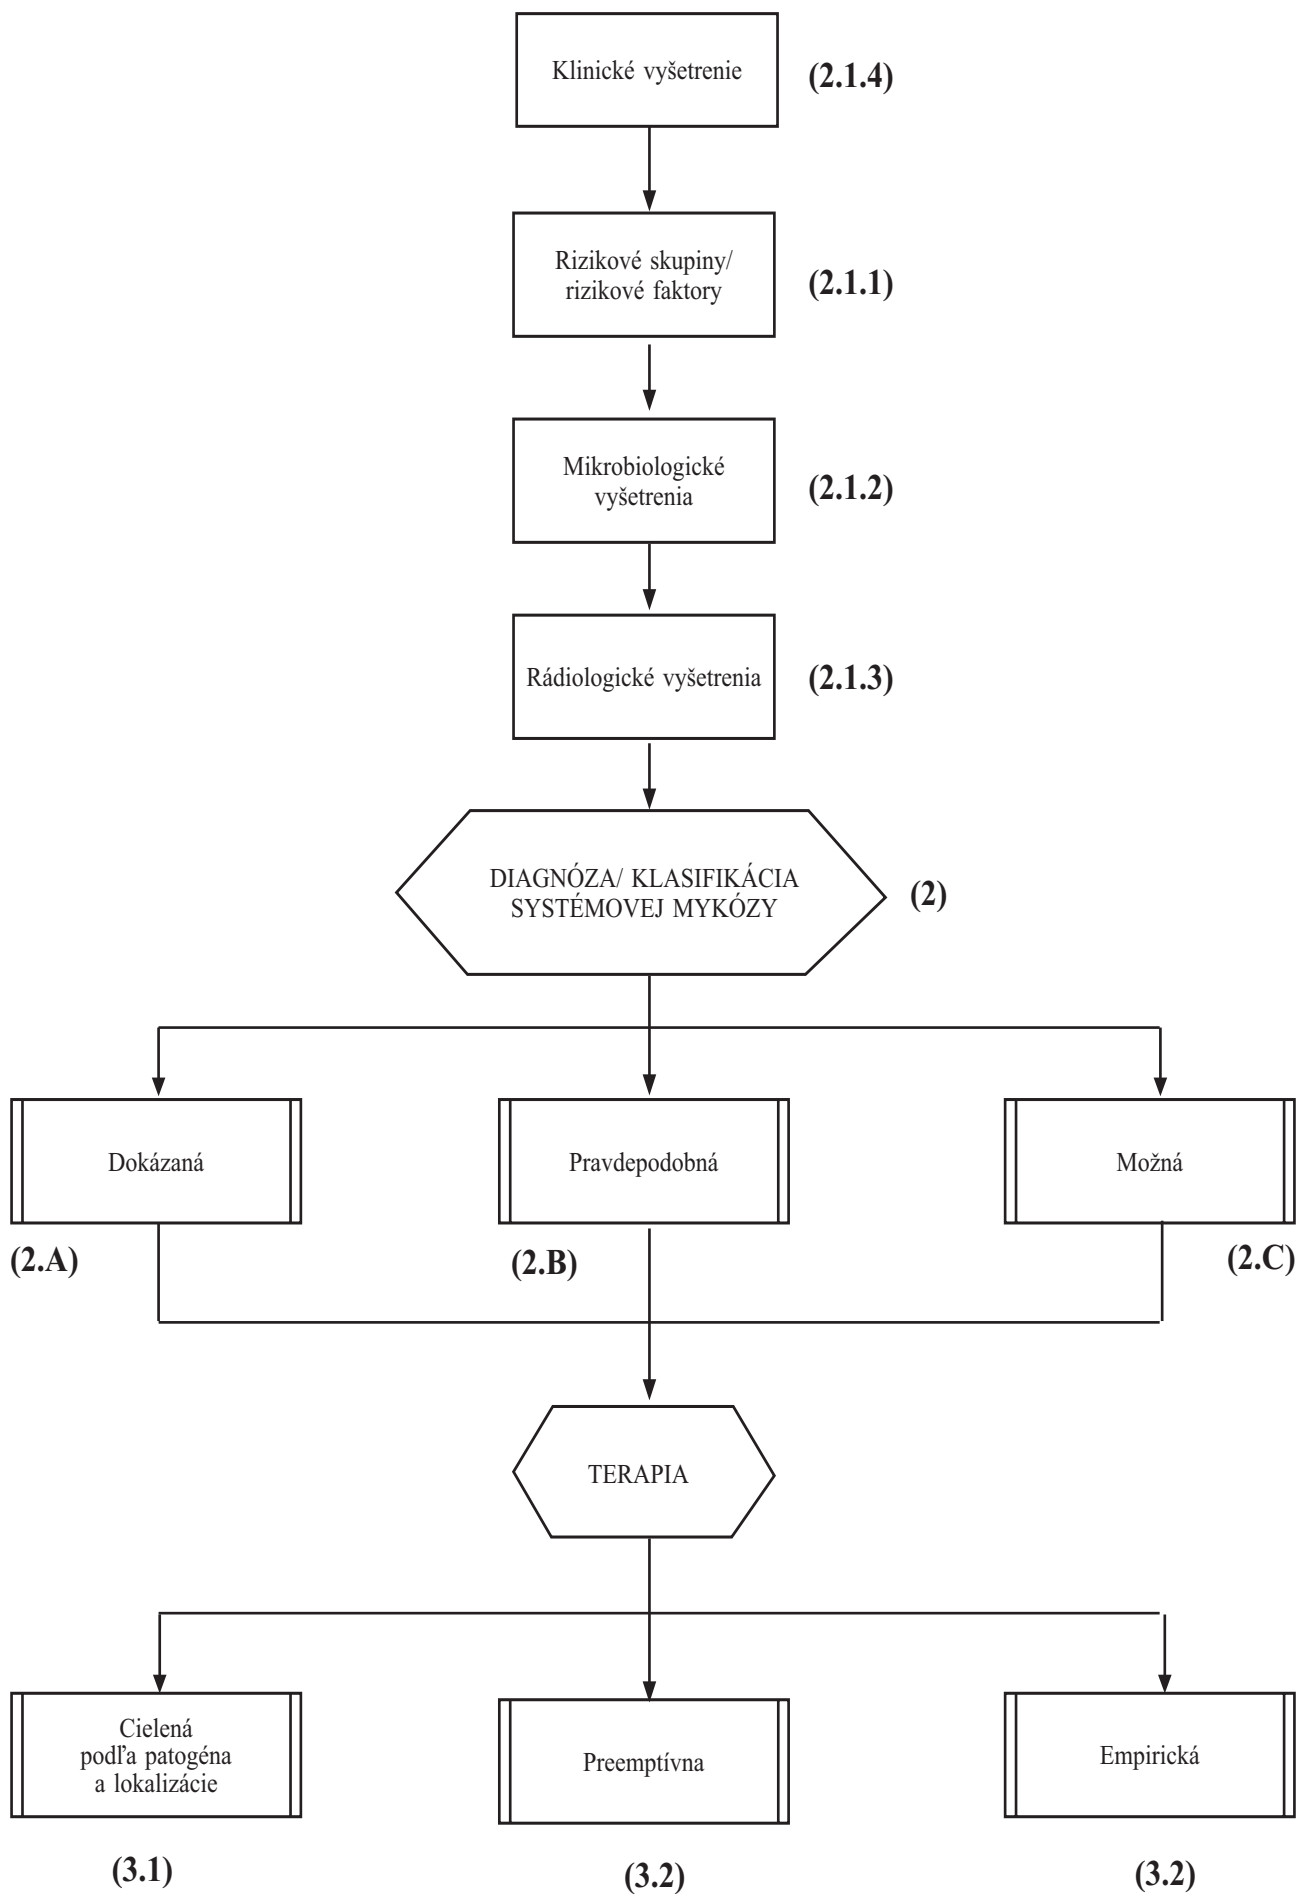 Klinické vyšetrenie
(2.1.4)
Rizikové skupiny/
rizikové faktory
(2.1.1)
Mikrobiologické
vyšetrenia
(2.1.2)
Rádiologické vyšetrenia
(2.1.3)
DIAGNÓZA/ KLASIFIKÁCIA
SYSTÉMOVEJ MYKÓZY
(2)
Dokázaná
Pravdepodobná
Možná
(2.A)
(2.B)
(2.C)
TERAPIA
Cielená
podľa patogéna
a lokalizácie
Preemptívna
Empirická
(3.1)
(3.2)
(3.2)